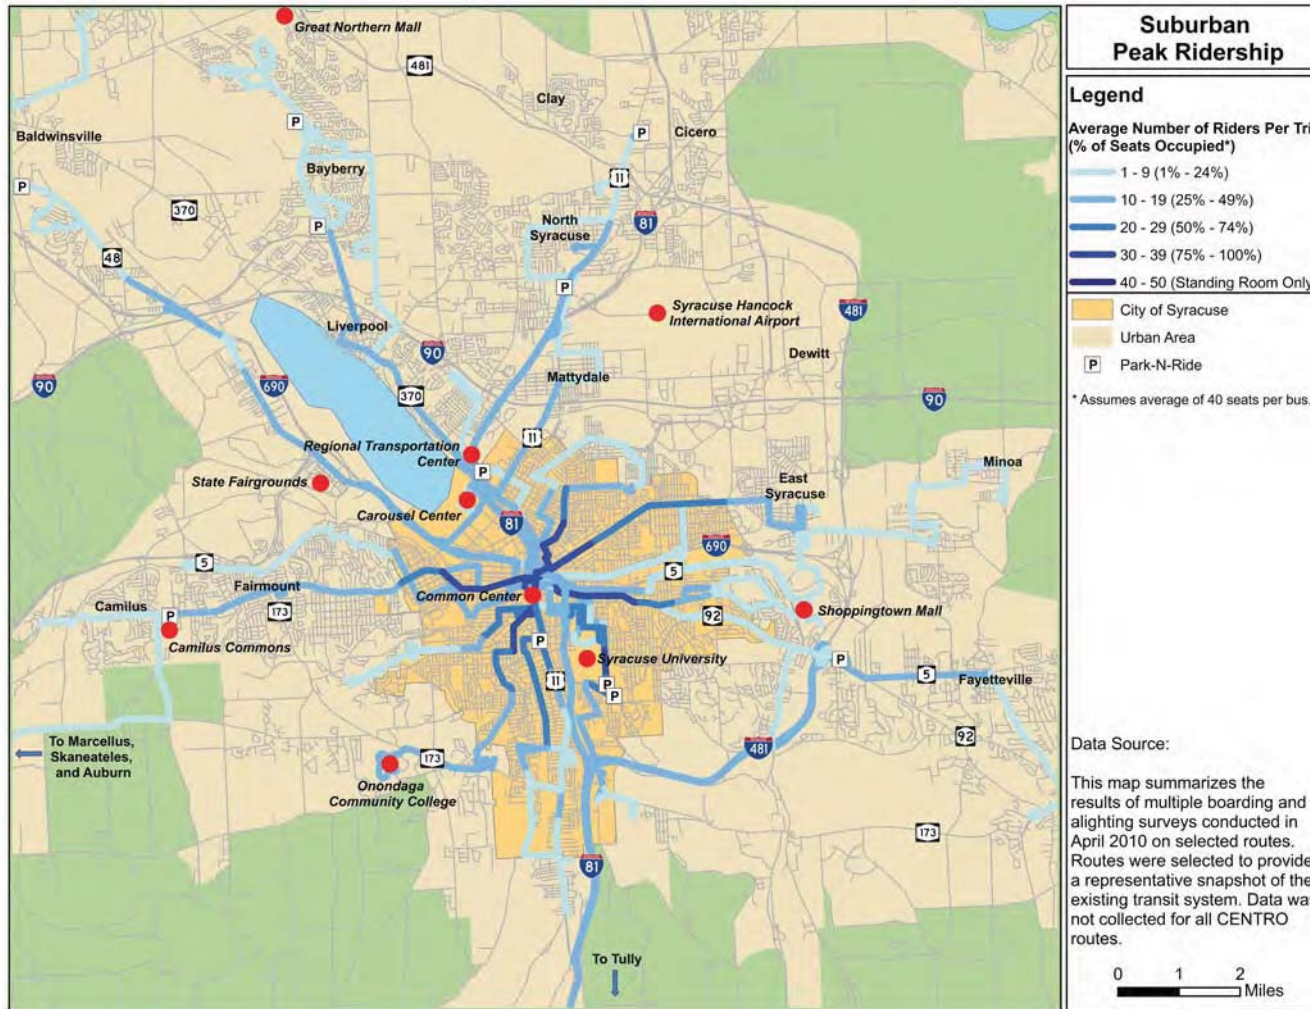 Suburban
Peak Ridership
Legend
Average Number of Riders Per Tri
(% of Seats Occupied*)
1 - 9 (1% - 24%)
10 - 19 (25% - 49%)
20 - 29 (50% - 74%)
30 - 39 (75% - 100%)
40 - 50 (Standing Room Only
City of Syracuse
Urban Area
P Park-N-Ride
* Assumes average of 40 seats per bus.
Data Source:
This map summarizes the
results of multiple boarding and
alighting surveys conducted in
April 2010 on selected routes.
Routes were selected to provide
a representative snapshot of the
existing transit system. Data wa
not collected for all CENTRO
routes.
0 1 2
Miles
Great Northern Mall
481
Clay
P
Cicero
Baldwinsville
P
Bayberry
11
P
370
P
North
Syracuse
81
48
P
Syracuse Hancock
International Airport
481
Liverpool
90
Dewitt
90
690
370
Mattydale
90
11
Regional Transportation
Center
P
State Fairgrounds
Carousel Center
81
East
Syracuse
Minoa
690
5
5
Fairmount
173
Common Center
92
Shoppingtown Mall
Camilus
P
Camilus Commons
P
Syracuse University
P
P
P
11
5
Fayetteville
To Marcellus,
Skaneateles,
and Auburn
173
481
92
Onondaga
Community College
173
81
To Tully